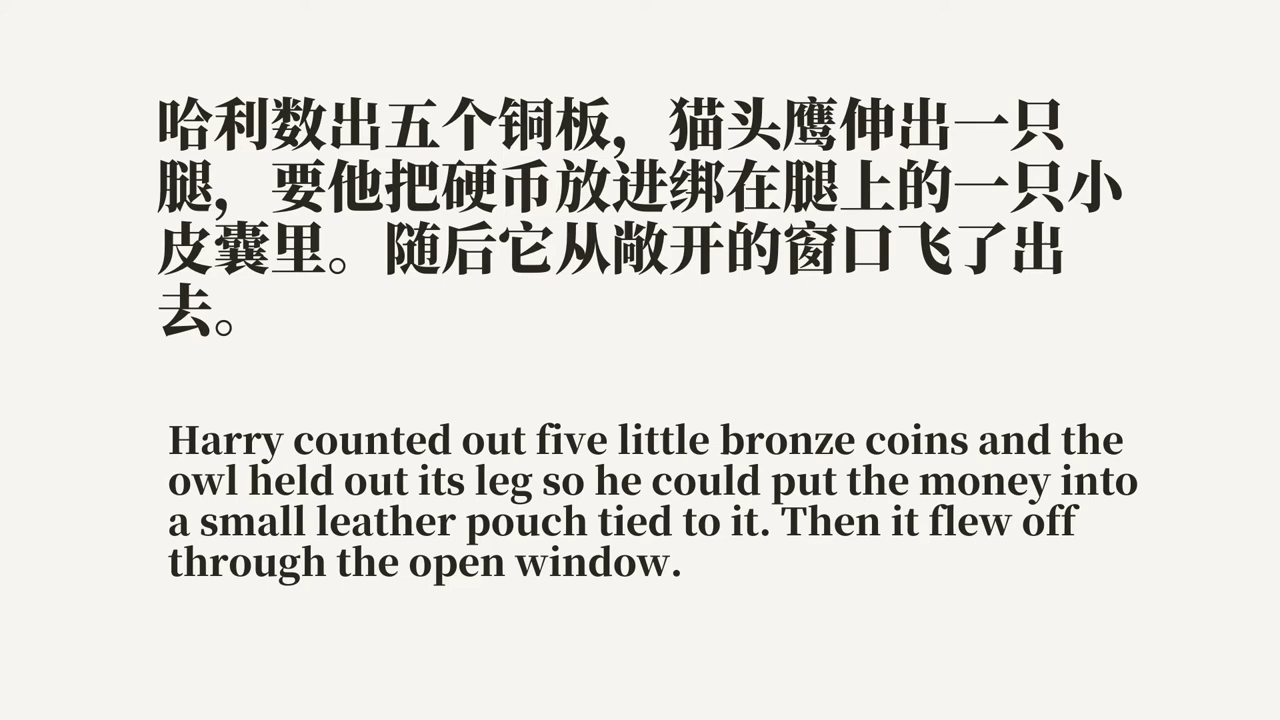 哈利数出五个铜板，猫头鹰伸出一只
腿，要他把硬币放进绑在腿上的一只小
皮囊里。随后它从敞开的窗口飞了出
去。
Harry counted out five little bronze coins and the
owl held out its leg so he could put the money into
a small leather pouch tied to it. Then it flew off
through the open window.